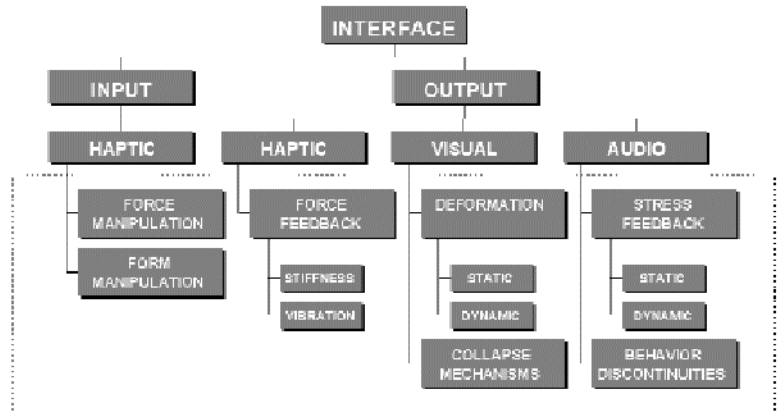 INTERFACE
INPUT
OUTPUT
HAPTIC
HAPTIC
VISUAL
AUDIO
FORCE
MANIPULATION
FORM
MANIPULATION
FORCE
FEEDBACK
STIFFNESS
VIBRATION
DEFORMATION
STATIC
DYNAMIC
COLLAPSE
MECHANISMS
STRESS
FEEDBACK
STATIC
DYNAMIC
BEHAVIOR
DISCONTINUITIES